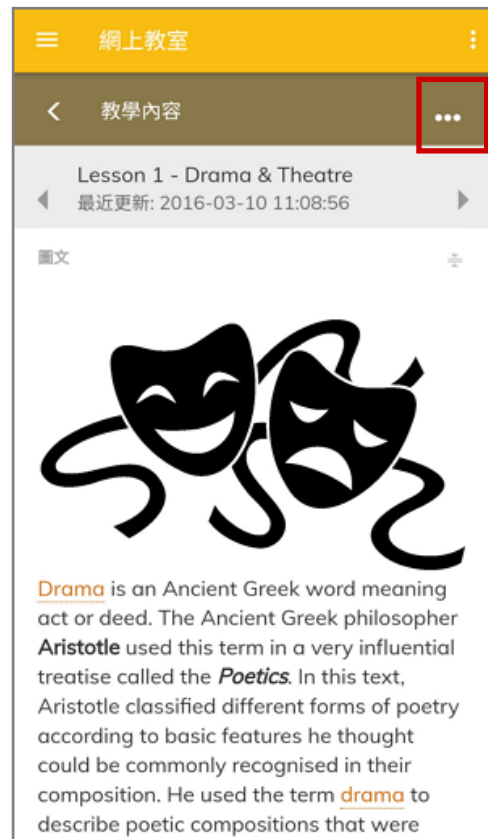 網上教室
教學內容
Lesson 1 - Drama & Theatre
最近更新: 2016-03-10 11:08:56
圖文
Drama is an Ancient Greek word meaning
act or deed. The Ancient Greek philosopher
Aristotle used this term in a very influential
treatise called the Poetics. In this text,
Aristotle classified different forms of poetry
according to basic features he thought
could be commonly recognised in their
composition. He used the term drama to
describe poetic compositions that were